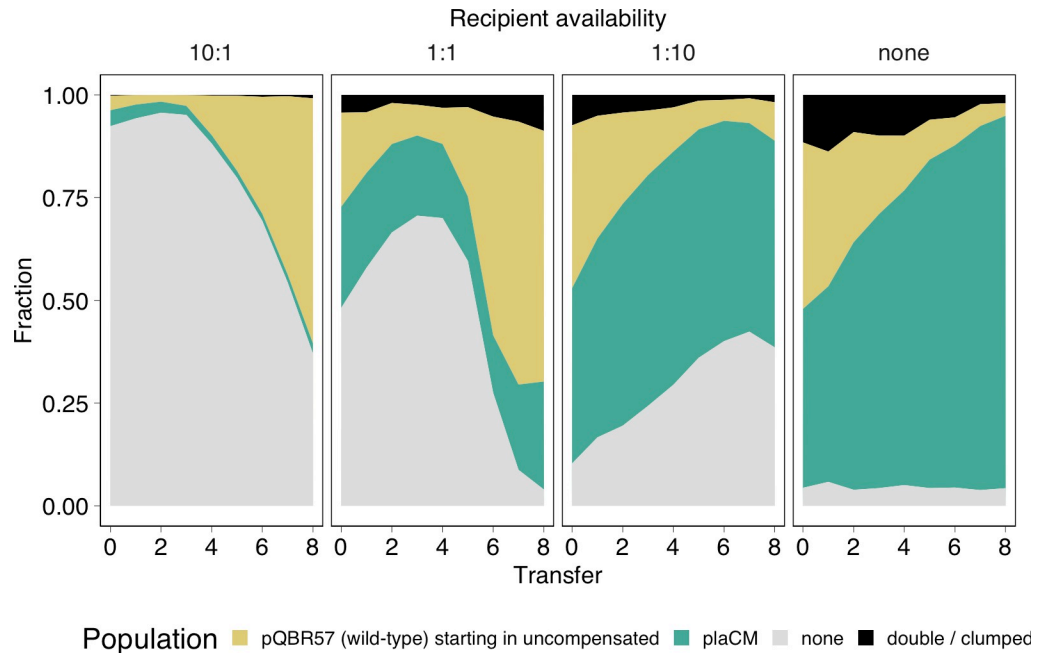 Recipient availability
10:1 1:1 1:10 none
1.00
0.75
0.50
0.25
0.00
Fraction
0 2 4 6 8 0 2 4 6 8 0 2 4 6 8 0 2 4 6 8
Transfer
Population pQBR57 (wild-type) starting in uncompensated plaCM none double / clumped